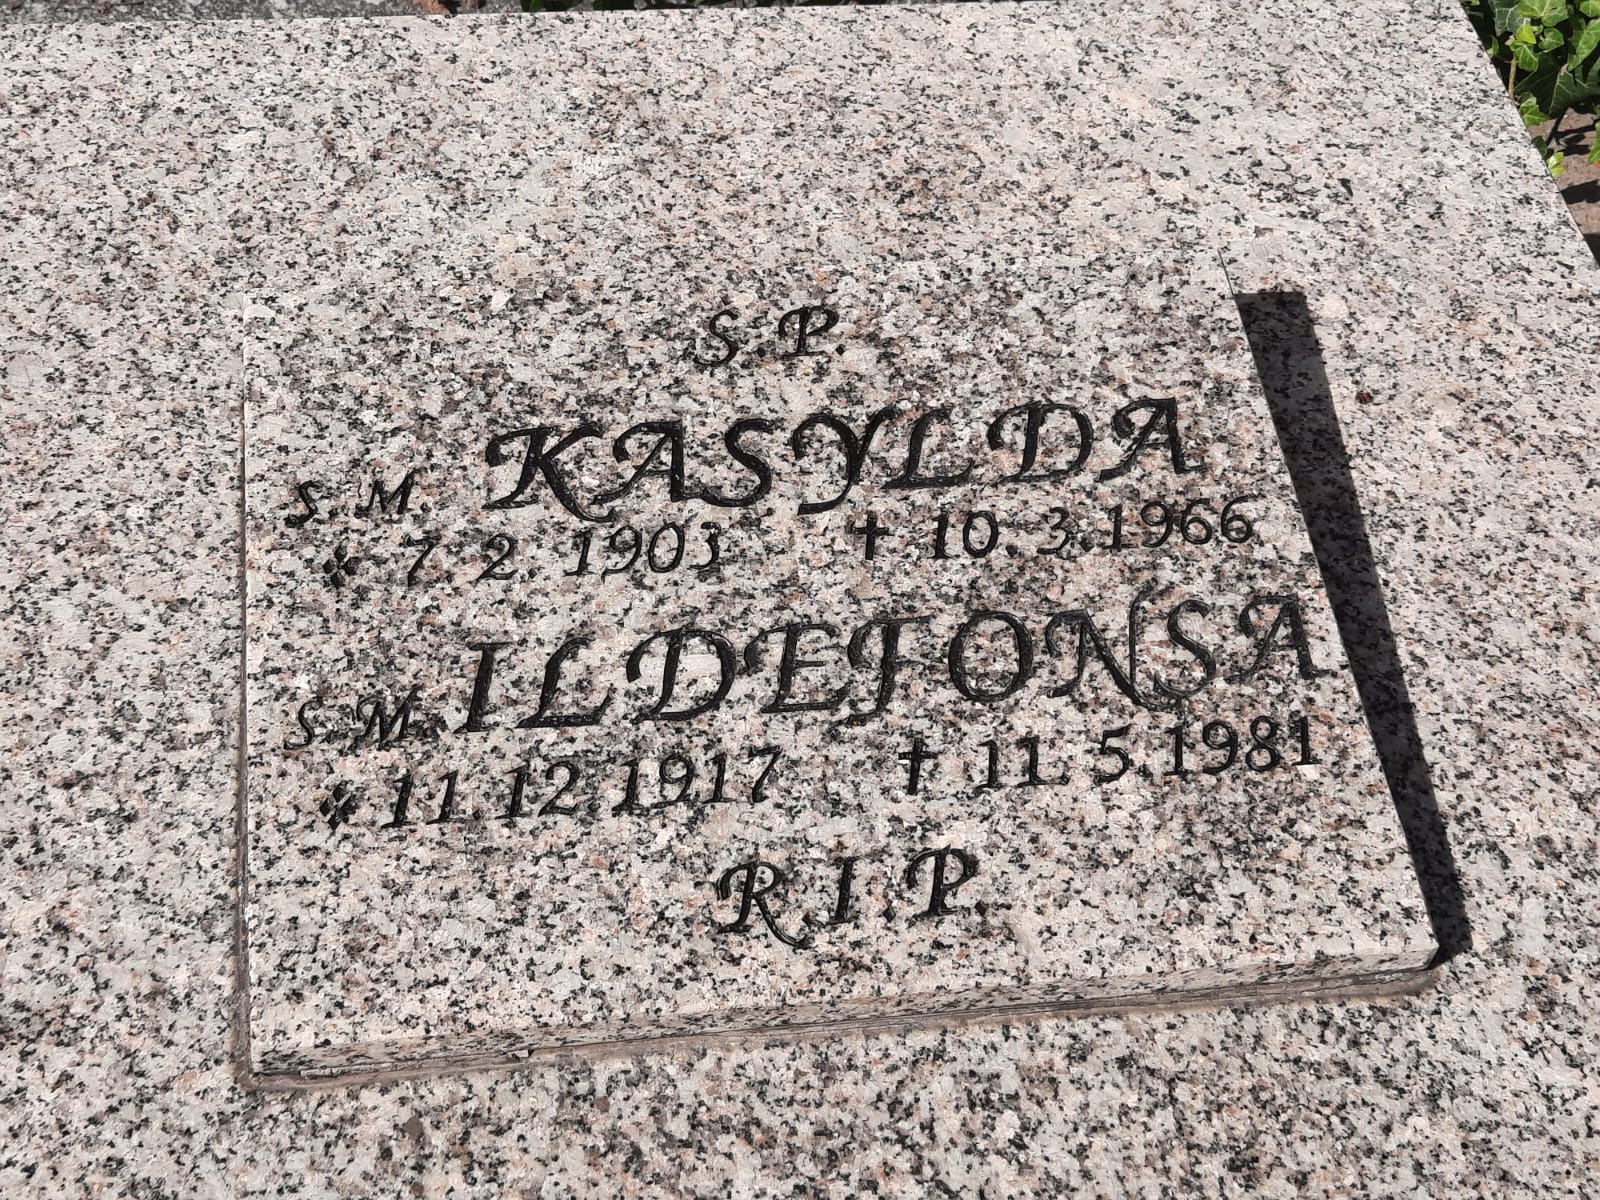 S.P.
S.M. KASYLDA
* 7.2.1903 † 10.3.1966
S.M. ILDEFONSA
* 11.12.1917 † 11.5.1981
R.I.P.